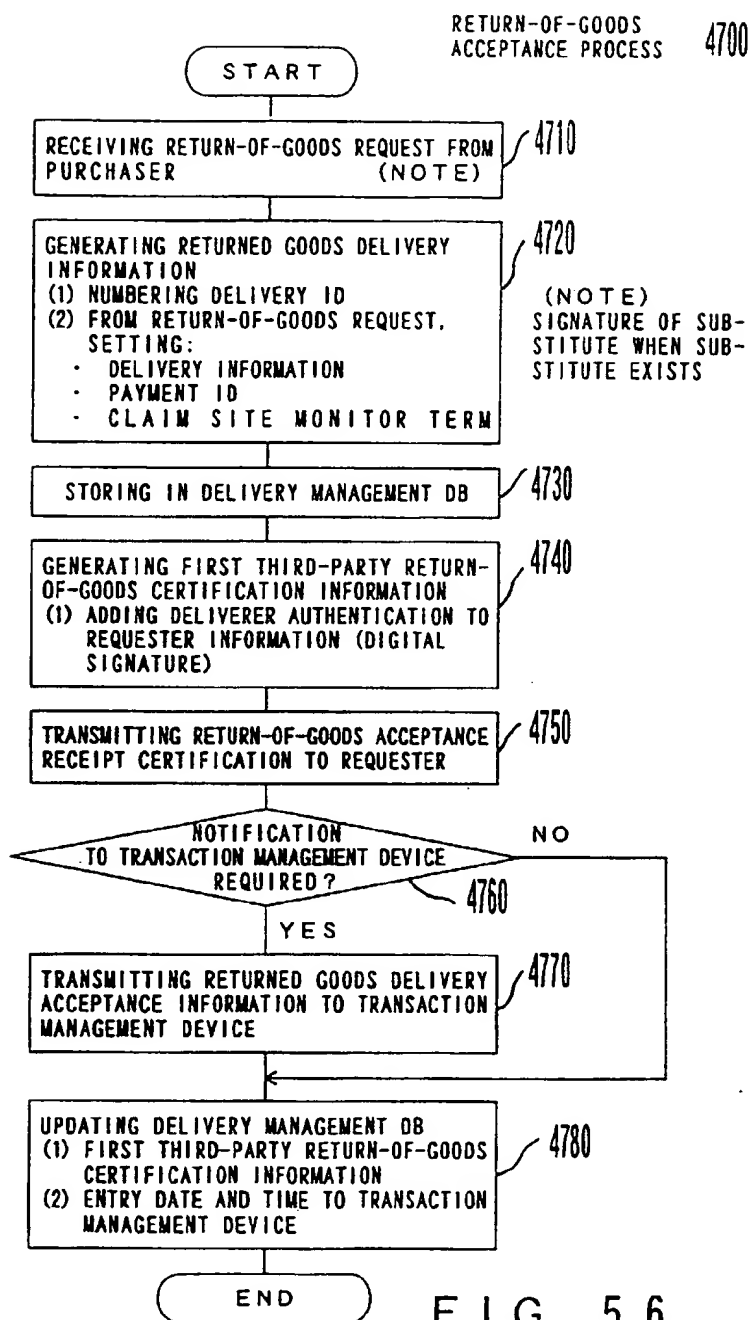 RETURN-OF-GOODS
ACCEPTANCE PROCESS 4700
START
RECEIVING RETURN-OF-GOODS REQUEST FROM
PURCHASER (NOTE)
4710
GENERATING RETURNED GOODS DELIVERY
INFORMATION
(1) NUMBERING DELIVERY ID
(2) FROM RETURN-OF-GOODS REQUEST,
SETTING:
· DELIVERY INFORMATION
· PAYMENT ID
· CLAIM SITE MONITOR TERM
4720
(NOTE)
SIGNATURE OF SUB-
STITUTE WHEN SUB-
STITUTE EXISTS
STORING IN DELIVERY MANAGEMENT DB
4730
GENERATING FIRST THIRD-PARTY RETURN-
OF-GOODS CERTIFICATION INFORMATION
(1) ADDING DELIVERER AUTHENTICATION TO
REQUESTER INFORMATION (DIGITAL
SIGNATURE)
4740
TRANSMITTING RETURN-OF-GOODS ACCEPTANCE
RECEIPT CERTIFICATION TO REQUESTER
4750
NOTIFICATION
TO TRANSACTION MANAGEMENT DEVICE
REQUIRED?
4760
NO
YES
TRANSMITTING RETURNED GOODS DELIVERY
ACCEPTANCE INFORMATION TO TRANSACTION
MANAGEMENT DEVICE
4770
UPDATING DELIVERY MANAGEMENT DB
(1) FIRST THIRD-PARTY RETURN-OF-GOODS
CERTIFICATION INFORMATION
(2) ENTRY DATE AND TIME TO TRANSACTION
MANAGEMENT DEVICE
4780
END
FIG. 56